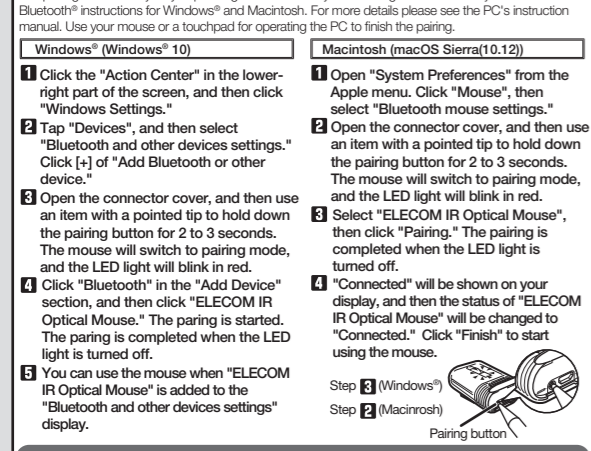 Bluetooth® instructions for Windows® and Macintosh. For more details please see the PC's instruction
manual. Use your mouse or a touchpad for operating the PC to finish the pairing.
Windows® (Windows® 10)
1 Click the "Action Center" in the lower-
right part of the screen, and then click
"Windows Settings."
2 Tap "Devices", and then select
"Bluetooth and other devices settings."
Click [+] of "Add Bluetooth or other
device."
3 Open the connector cover, and then use
an item with a pointed tip to hold down
the pairing button for 2 to 3 seconds.
The mouse will switch to pairing mode,
and the LED light will blink in red.
4 Click "Bluetooth" in the "Add Device"
section, and then click "ELECOM IR
Optical Mouse." The paring is started.
The paring is completed when the LED
light is turned off.
5 You can use the mouse when "ELECOM
IR Optical Mouse" is added to the
"Bluetooth and other devices settings"
display.
Macintosh (macOS Sierra(10.12))
1 Open "System Preferences" from the
Apple menu. Click "Mouse", then
select "Bluetooth mouse settings."
2 Open the connector cover, and then use
an item with a pointed tip to hold down
the pairing button for 2 to 3 seconds.
The mouse will switch to pairing mode,
and the LED light will blink in red.
3 Select "ELECOM IR Optical Mouse",
then click "Pairing." The pairing is
completed when the LED light is
turned off.
4 "Connected" will be shown on your
display, and then the status of "ELECOM
IR Optical Mouse" will be changed to
"Connected." Click "Finish" to start
using the mouse.
Step 3 (Windows®)
Step 2 (Macinrosh)
Pairing button